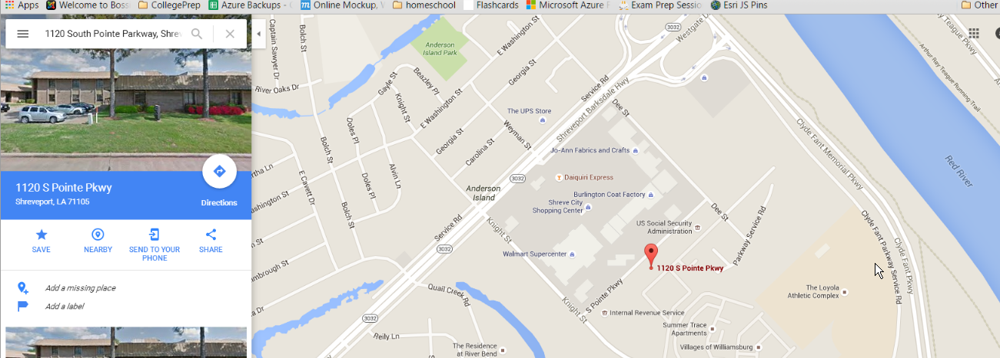 Apps
Welcome to Boss
CollegePrep
Azure Backups - C
Online Mockup, W
homeschool
Flashcards
Microsoft Azure F
Exam Prep Sessio
Esri JS Pins
Other
1120 South Pointe Parkway, Shrev
1120 S Pointe Pkwy
Shreveport, LA 71105
Directions
SAVE
NEARBY
SEND TO YOUR
PHONE
SHARE
Add a missing place
Add a label
Captain Sawyer Dr
Bolch St
River Oaks Dr
Anderson
Island Park
E Washington St
Georgia St
Beazley Pl
Gayle St
Knight St
E Washington St
Georgia St
Carolina St
Weyman St
Doles Pl
Doles Pl
Alvin Ln
Bolch St
Bolch St
E Cavett Dr
rtha Ln
shington St
eorgia St
ambrough St
a Dr
Service Rd
Service Rd
Shreveport Barksdale Hwy
Westgate
3032
3032
3032
3032
The UPS Store
Dee St
Jo-Ann Fabrics and Crafts
Daiquiri Express
Burlington Coat Factory
Shreve City
Shopping Center
Anderson
Island
US Social Security
Administration
Dee St
Parkway Service Rd
Knight St
Walmart Supercenter
1120 S Pointe Pkwy
S Pointe Pkwy
Knight St
Internal Revenue Service
Summer Trace
Apartments
Villages of Williamsburg
Quail Creek Rd
Reily Ln
The Residence
at River Bend
The Loyola
Athletic Complex
Clyde Fant Memorial Pkwy
Clyde Fant Parkway Service Rd
Clyde Fant Pkwy
Red River
Arthur Ray Teague Running Trail
Teague Pkwy
y Teague Pkwy